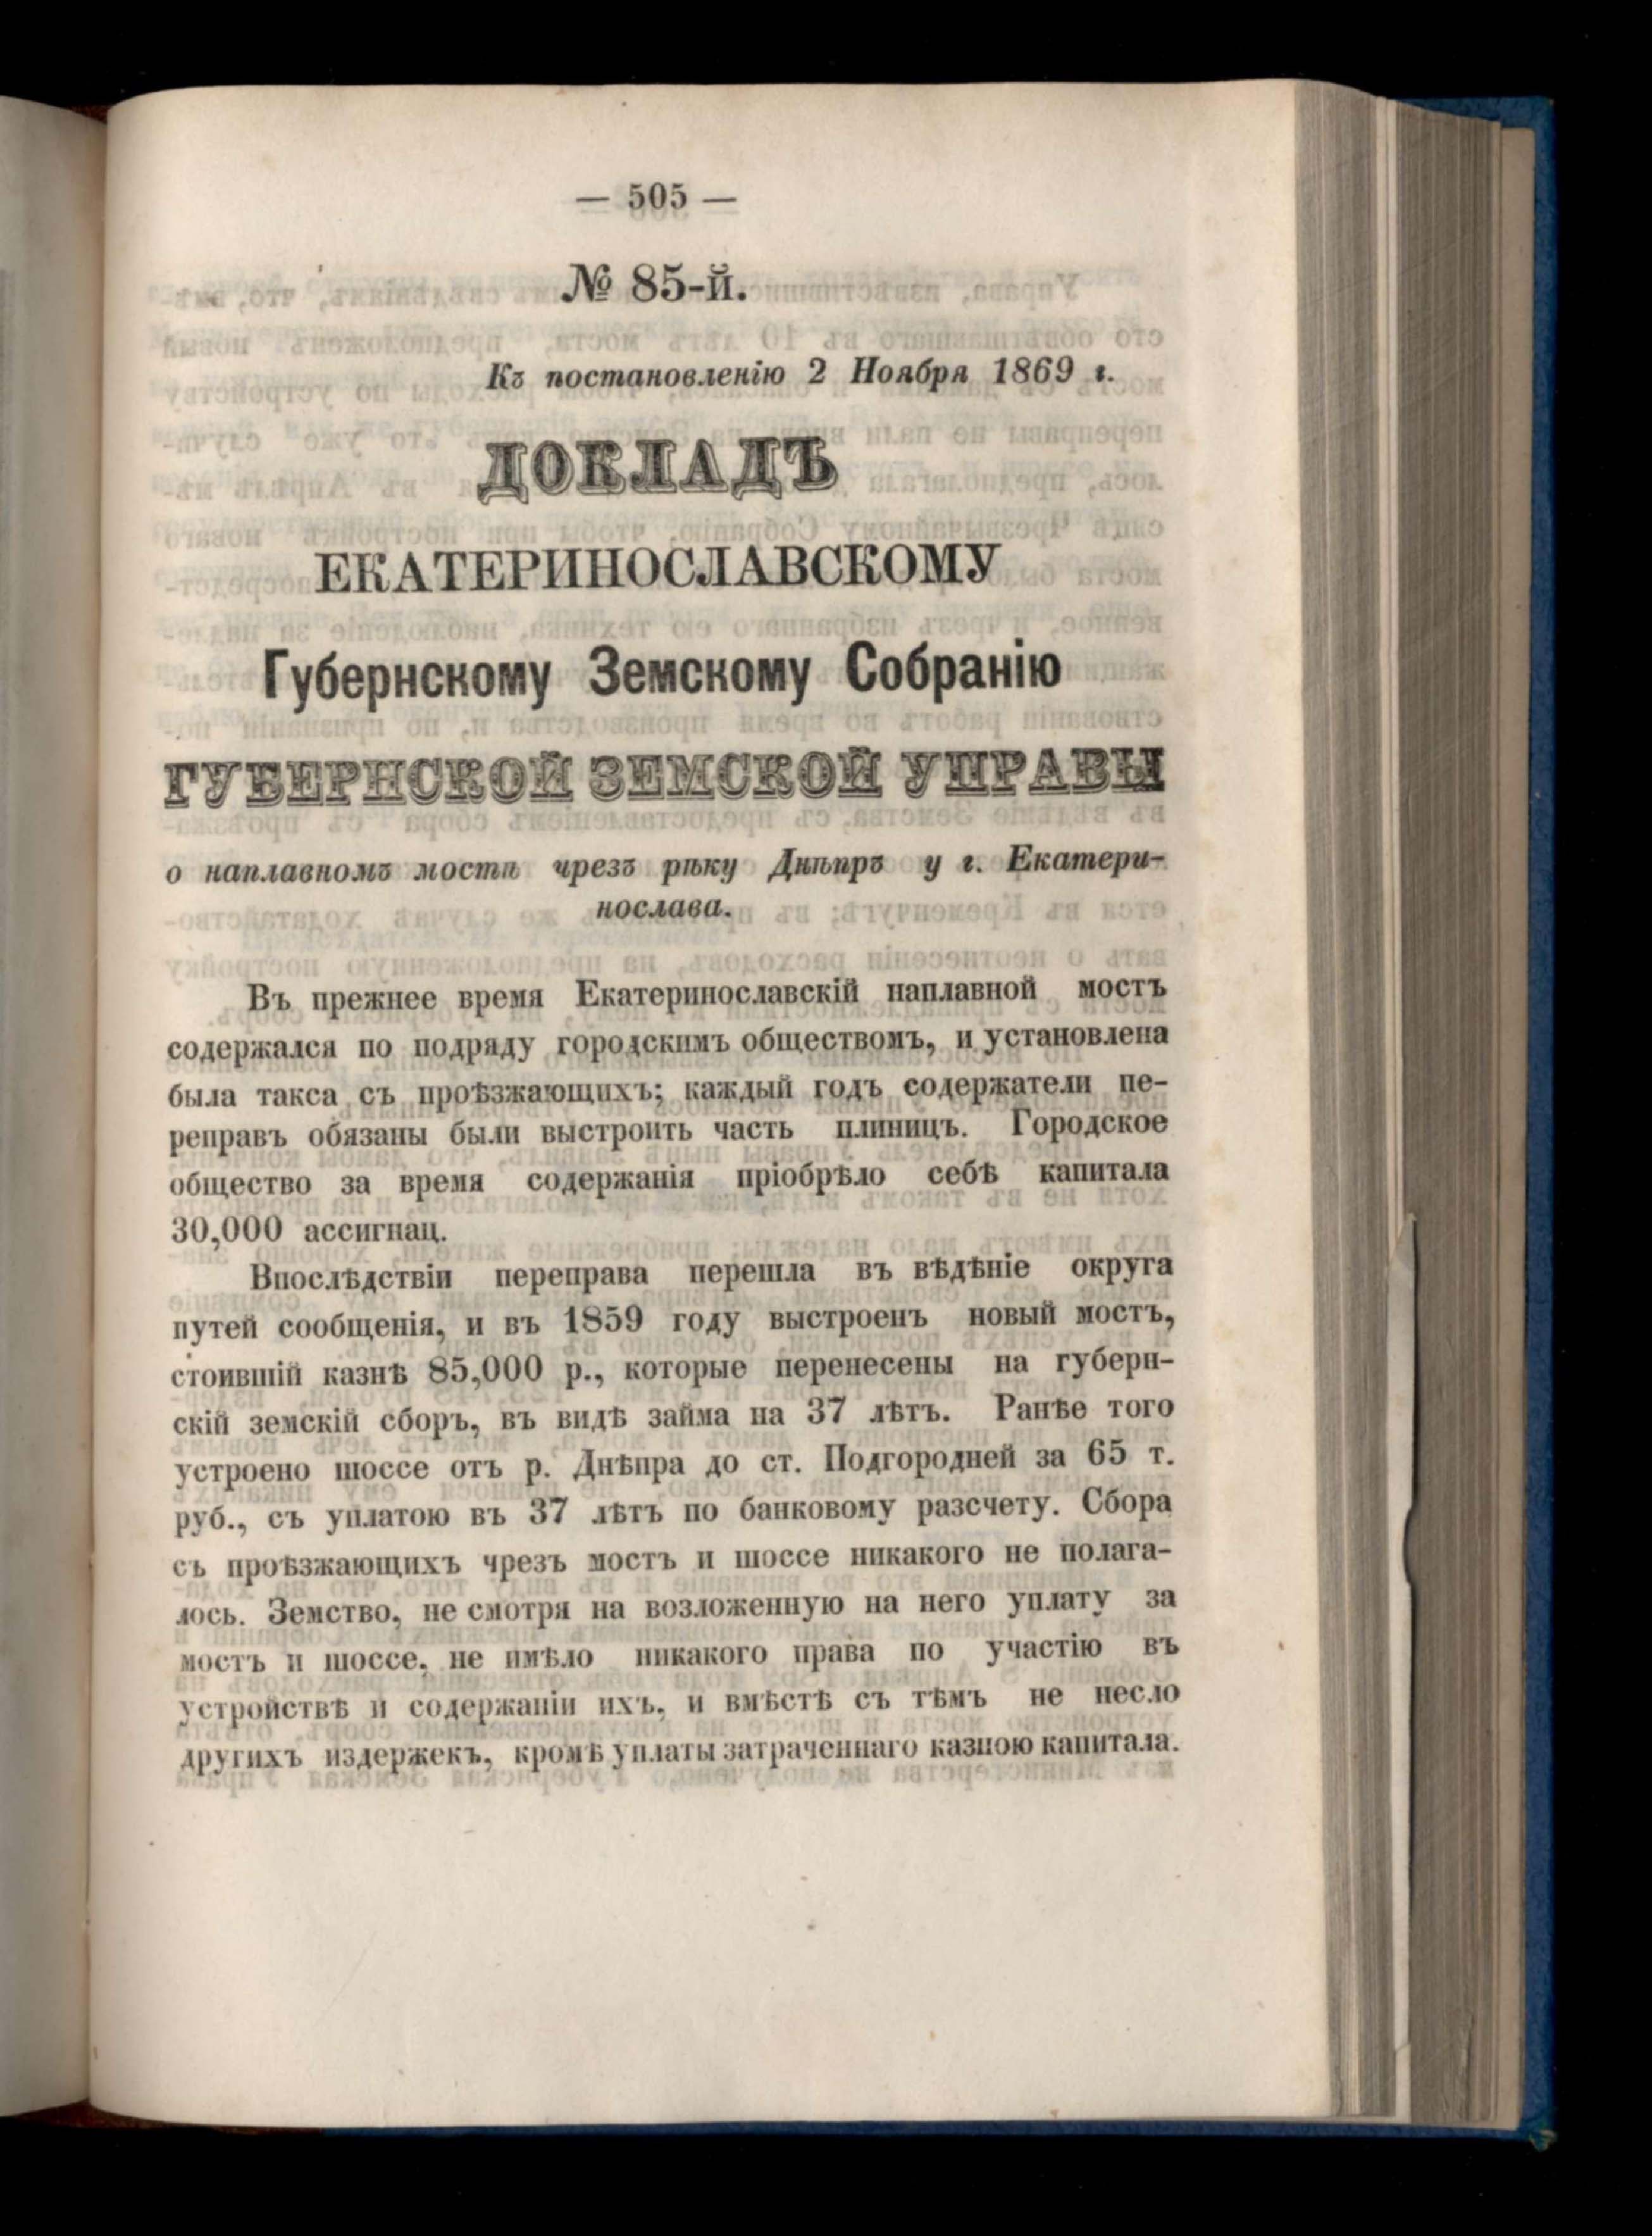 — 505 —
№ 85-й.
Къ постановленію 2 Ноября 1869 г.
ДОКЛАДЪ
ЕКАТЕРИНОСЛАВСКОМУ
Губернскому Земскому Собранію
ГУБЕРНСКОЙ ЗЕМСКОЙ УПРАВЫ
о наплавномъ мостѣ чрезъ рѣку Днѣпръ у г. Екатери-
нослава.
Въ прежнее время Екатеринославскій наплавной мостъ
содержался по подряду городскимъ обществомъ, и установлена
была такса съ проѣзжающихъ; каждый годъ содержатели пе-
реправъ обязаны были выстроить часть плиницъ. Городское
общество за время содержанія пріобрѣло себѣ капитала
30,000 ассигнац.
Впослѣдствіи переправа перешла въ вѣдѣніе округа
путей сообщенія, и въ 1859 году выстроенъ новый мостъ,
стоившій казнѣ 85,000 р., которые перенесены на губерн-
скій земскій сборъ, въ видѣ займа на 37 лѣтъ. Ранѣе того
устроено шоссе отъ р. Днѣпра до ст. Подгородней за 65 т.
руб., съ уплатою въ 37 лѣтъ по банковому разсчету. Сбора
съ проѣзжающихъ чрезъ мостъ и шоссе никакого не полага-
лось. Земство, не смотря на возложенную на него уплату за
мостъ и шоссе, не имѣло никакого права по участію въ
устройствѣ и содержаніи ихъ, и вмѣстѣ съ тѣмъ не несло
другихъ издержекъ, кромѣ уплаты затраченнаго казною капитала.